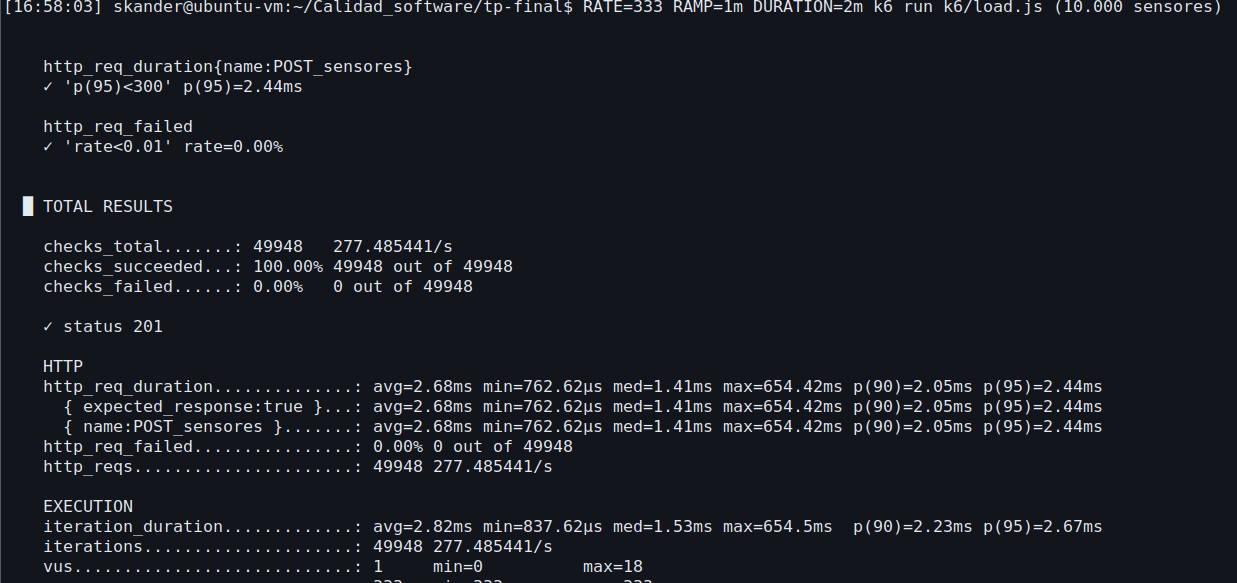 [16:58:03] skander@ubuntu-vm:~/Calidad_software/tp-final$ RATE=333 RAMP=1m DURATION=2m k6 run k6/load.js (10.000 sensores)
http_req_duration{name:POST_sensores}
✓ 'p(95)<300' p(95)=2.44ms
http_req_failed
✓ 'rate<0.01' rate=0.00%
█ TOTAL RESULTS
checks_total.......: 49948   277.485441/s
checks_succeeded...: 100.00% 49948 out of 49948
checks_failed......: 0.00%   0 out of 49948
✓ status 201
HTTP
http_req_duration..............: avg=2.68ms min=762.62µs med=1.41ms max=654.42ms p(90)=2.05ms p(95)=2.44ms
{ expected_response:true }...: avg=2.68ms min=762.62µs med=1.41ms max=654.42ms p(90)=2.05ms p(95)=2.44ms
{ name:POST_sensores }.......: avg=2.68ms min=762.62µs med=1.41ms max=654.42ms p(90)=2.05ms p(95)=2.44ms
http_req_failed................: 0.00% 0 out of 49948
http_reqs......................: 49948 277.485441/s
EXECUTION
iteration_duration.............: avg=2.82ms min=837.62µs med=1.53ms max=654.5ms  p(90)=2.23ms p(95)=2.67ms
iterations.....................: 49948 277.485441/s
vus............................: 1     min=0          max=18